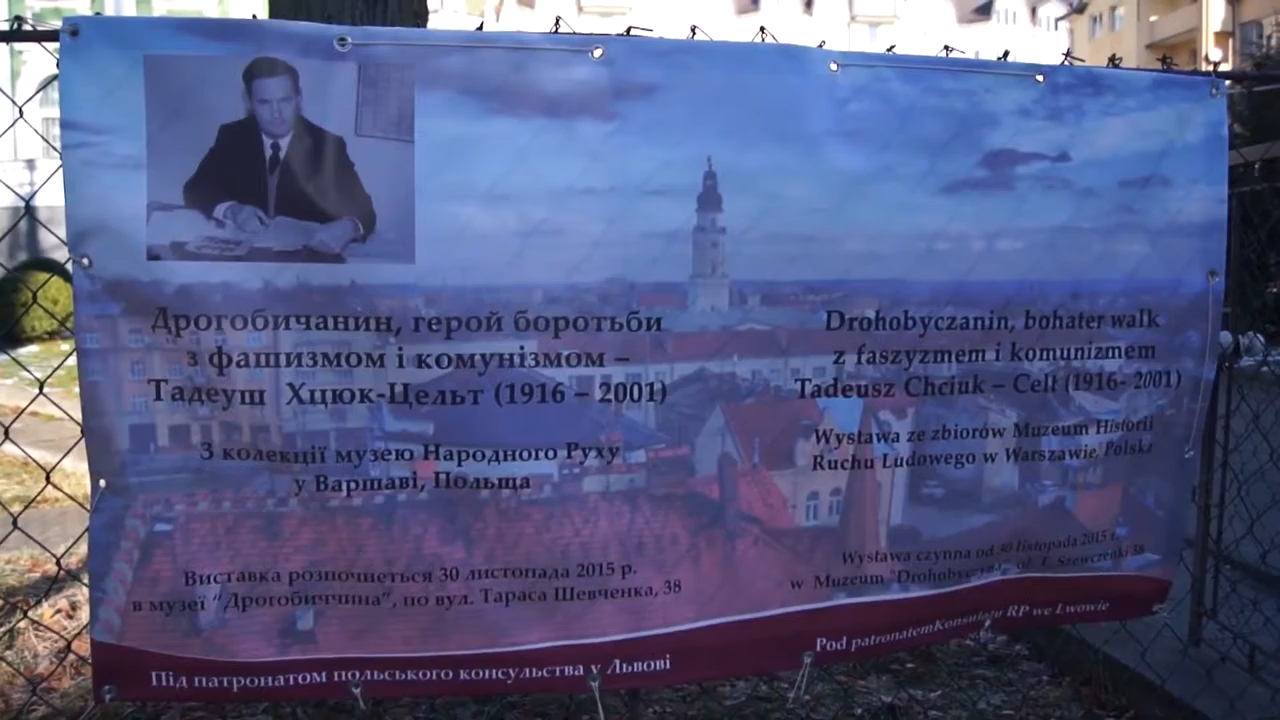 Дрогобичанин, герой боротьби
з фашизмом і комунізмом –
Тадеуш Хцюк-Цельт (1916 – 2001)
З колекції музею Народного Руху
у Варшаві, Польща
Виставка розпочнеться 30 листопада 2015 р.
в музеї “Дрогобиччина”, по вул. Тараса Шевченка, 38
Під патронатом польського консульства у Львові
Drohobyczanin, bohater walk
z faszyzmem i komunizmem
Tadeusz Chciuk – Celt (1916- 2001)
Wystawa ze zbiorów Muzeum Historii
Ruchu Ludowego w Warszawie, Polska
Wystawa czynna od 30 listopada 2015 r.
w Muzeum "Drohobyczyna" ul. T. Szewczenki 38
Pod patronatem Konsulatu RP we Lwowie